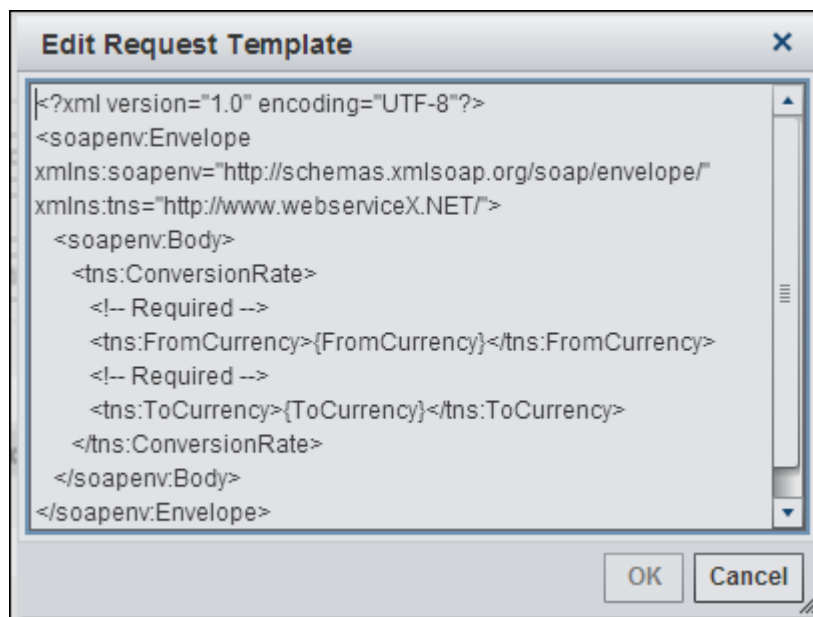 Edit Request Template
<?xml version="1.0" encoding="UTF-8"?>
<soapenv:Envelope
xmlns:soapenv="http://schemas.xmlsoap.org/soap/envelope/"
xmlns:tns="http://www.webserviceX.NET/">
<soapenv:Body>
<tns:ConversionRate>
<!-- Required -->
<tns:FromCurrency>{FromCurrency}</tns:FromCurrency>
<!-- Required -->
<tns:ToCurrency>{ToCurrency}</tns:ToCurrency>
</tns:ConversionRate>
</soapenv:Body>
</soapenv:Envelope>
OK Cancel